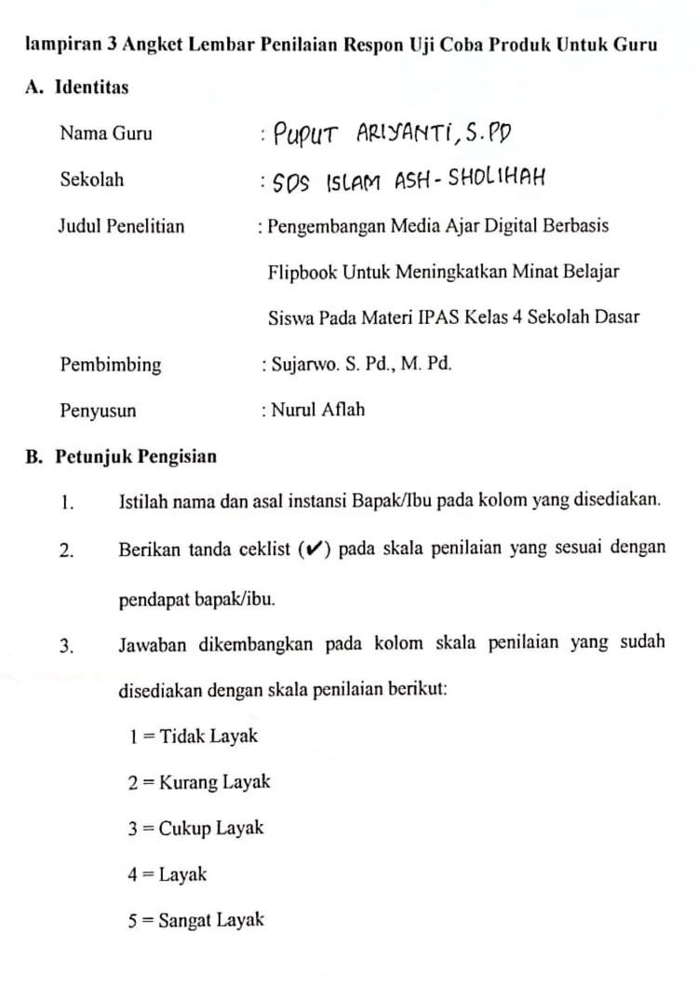 lampiran 3 Angket Lembar Penilaian Respon Uji Coba Produk Untuk Guru
A. Identitas
Nama Guru : PUPUT ARIYANTI, S.PD
Sekolah : SDS ISLAM ASH-SHOLIHAH
Judul Penelitian : Pengembangan Media Ajar Digital Berbasis
Flipbook Untuk Meningkatkan Minat Belajar
Siswa Pada Materi IPAS Kelas 4 Sekolah Dasar
Pembimbing : Sujarwo. S. Pd., M. Pd.
Penyusun : Nurul Aflah
B. Petunjuk Pengisian
1. Istilah nama dan asal instansi Bapak/Ibu pada kolom yang disediakan.
2. Berikan tanda ceklist (✔) pada skala penilaian yang sesuai dengan
pendapat bapak/ibu.
3. Jawaban dikembangkan pada kolom skala penilaian yang sudah
disediakan dengan skala penilaian berikut:
1 = Tidak Layak
2 = Kurang Layak
3 = Cukup Layak
4 = Layak
5 = Sangat Layak